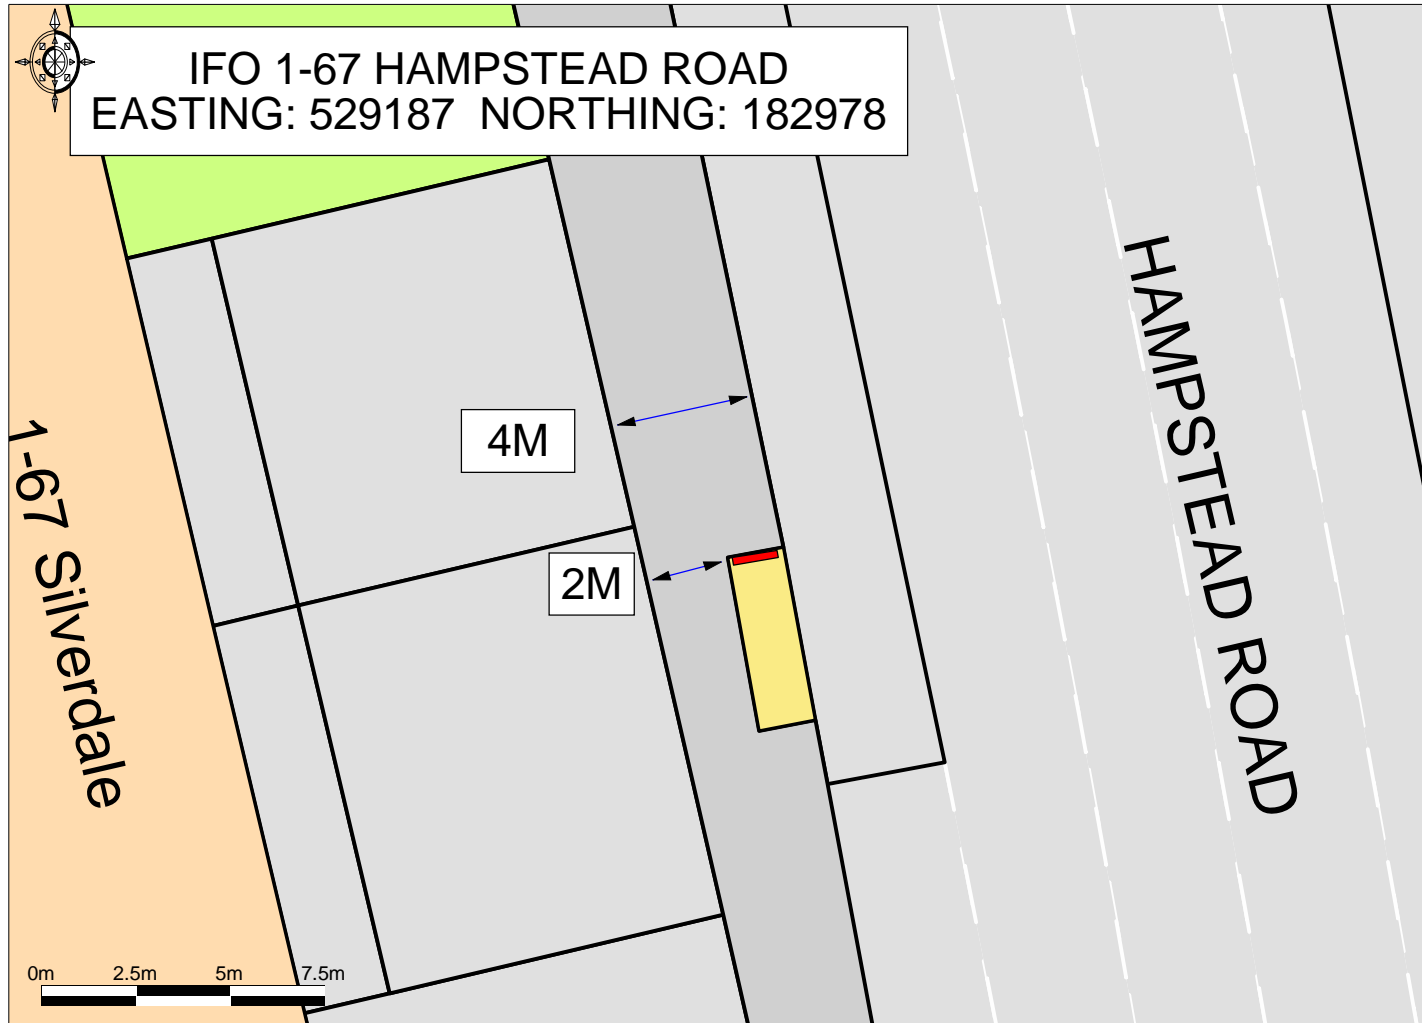 IFO 1-67 HAMPSTEAD ROAD
EASTING: 529187 NORTHING: 182978
4M
2M
1-67 Silverdale
HAMPSTEAD ROAD
0m 2.5m 5m 7.5m